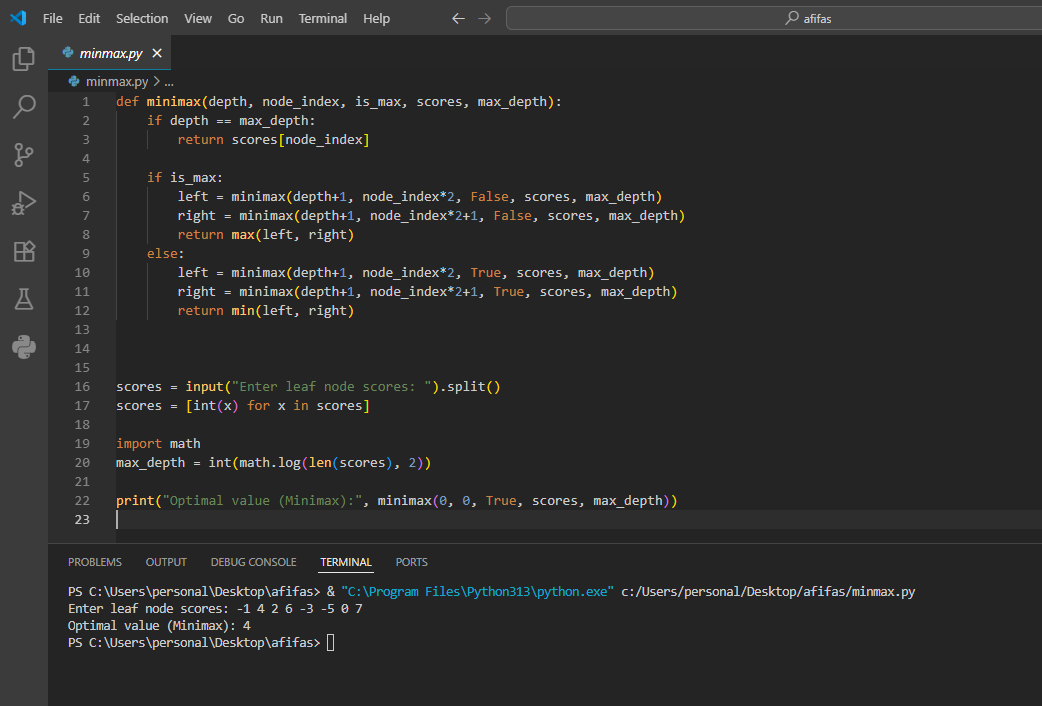 File Edit Selection View Go Run Terminal Help afifas
minmax.py
minmax.py > ...
1 def minimax(depth, node_index, is_max, scores, max_depth):
2     if depth == max_depth:
3         return scores[node_index]
4
5     if is_max:
6         left = minimax(depth+1, node_index*2, False, scores, max_depth)
7         right = minimax(depth+1, node_index*2+1, False, scores, max_depth)
8         return max(left, right)
9     else:
10         left = minimax(depth+1, node_index*2, True, scores, max_depth)
11         right = minimax(depth+1, node_index*2+1, True, scores, max_depth)
12         return min(left, right)
13
14
15
16 scores = input("Enter leaf node scores: ").split()
17 scores = [int(x) for x in scores]
18
19 import math
20 max_depth = int(math.log(len(scores), 2))
21
22 print("Optimal value (Minimax):", minimax(0, 0, True, scores, max_depth))
23
PROBLEMS OUTPUT DEBUG CONSOLE TERMINAL PORTS
PS C:\Users\personal\Desktop\afifas> & "C:\Program Files\Python313\python.exe" c:/Users/personal/Desktop/afifas/minmax.py
Enter leaf node scores: -1 4 2 6 -3 -5 0 7
Optimal value (Minimax): 4
PS C:\Users\personal\Desktop\afifas>